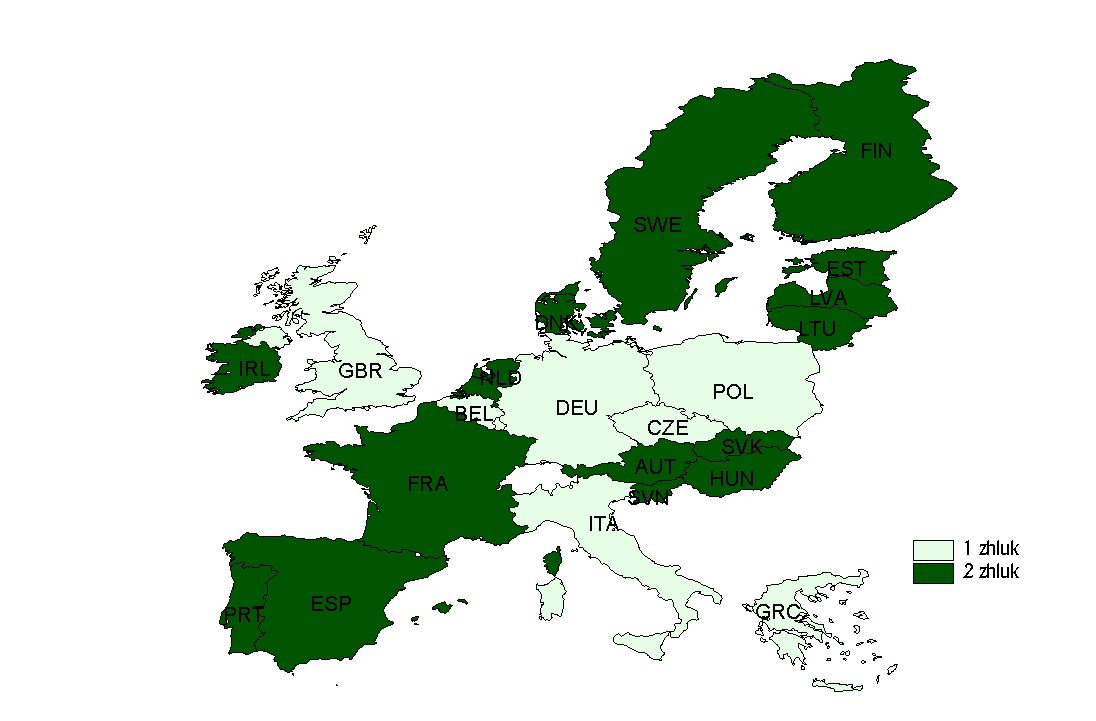 FIN
SWE
EST
LVA
DNK
LTU
IRL
GBR
NLD
POL
DEU
BEL
CZE
SVK
AUT
HUN
FRA
SVN
ITA
1 zhluk
2 zhluk
ESP
PRT
GRC